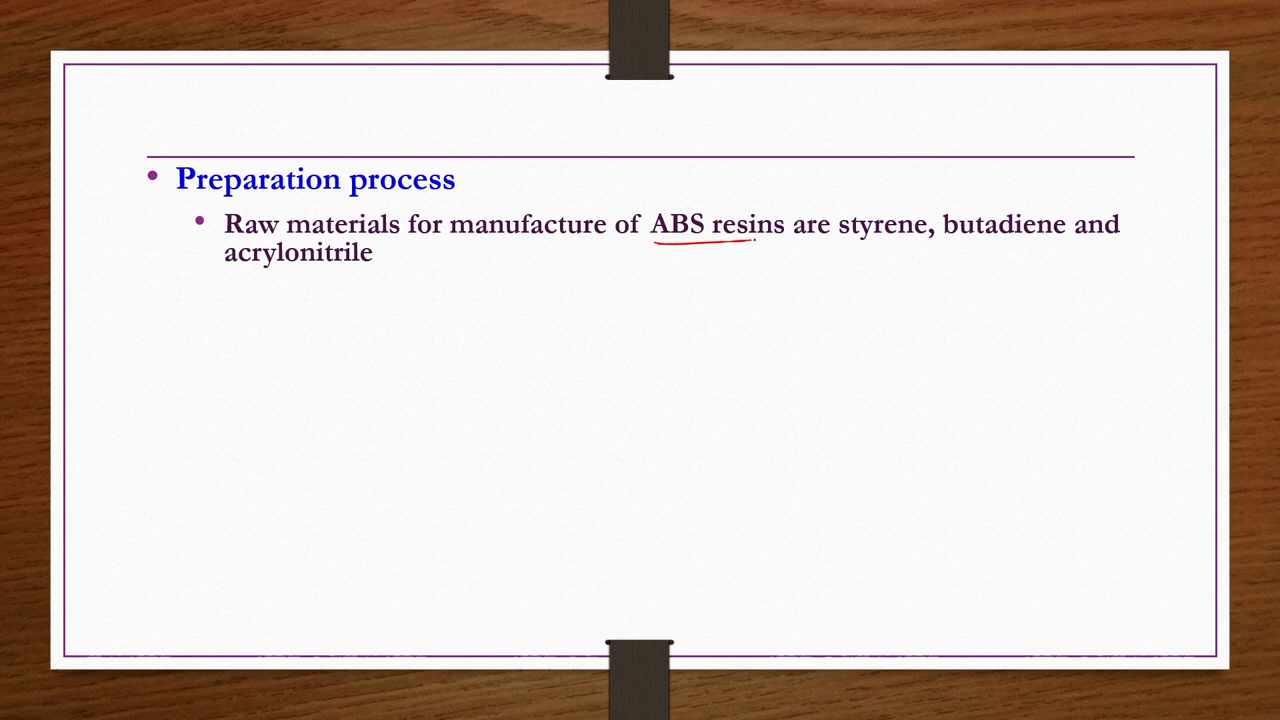 • Preparation process
• Raw materials for manufacture of ABS resins are styrene, butadiene and
acrylonitrile